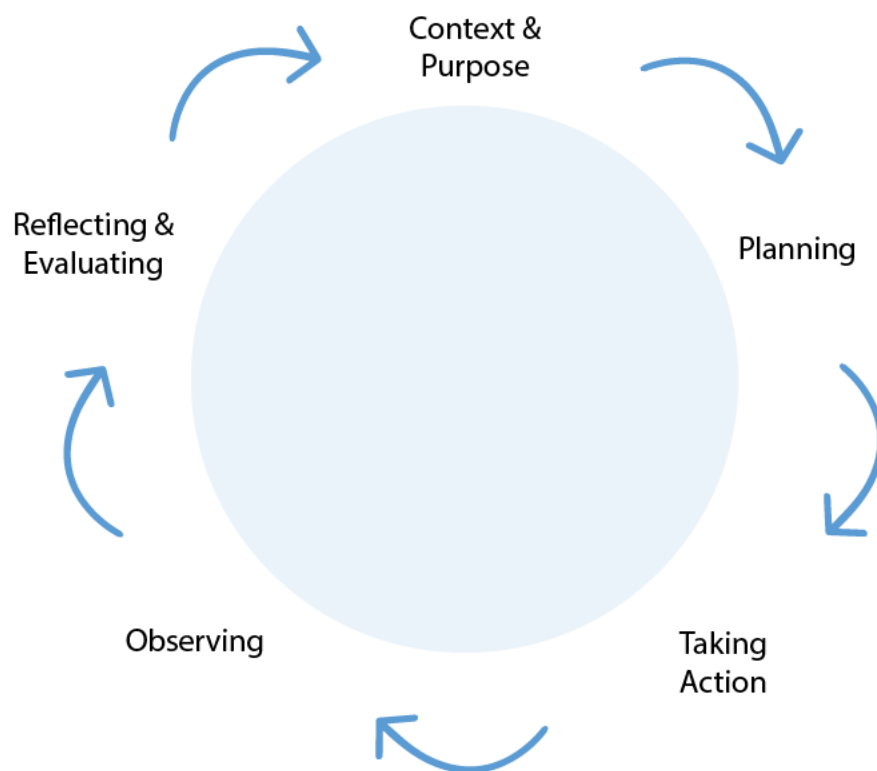 Context &
Purpose
Planning
Taking
Action
Observing
Reflecting &
Evaluating